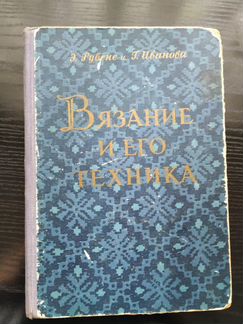 Э. Рубене и Г. Иванова
ВЯЗАНИЕ
И ЕГО
ТЕХНИКА